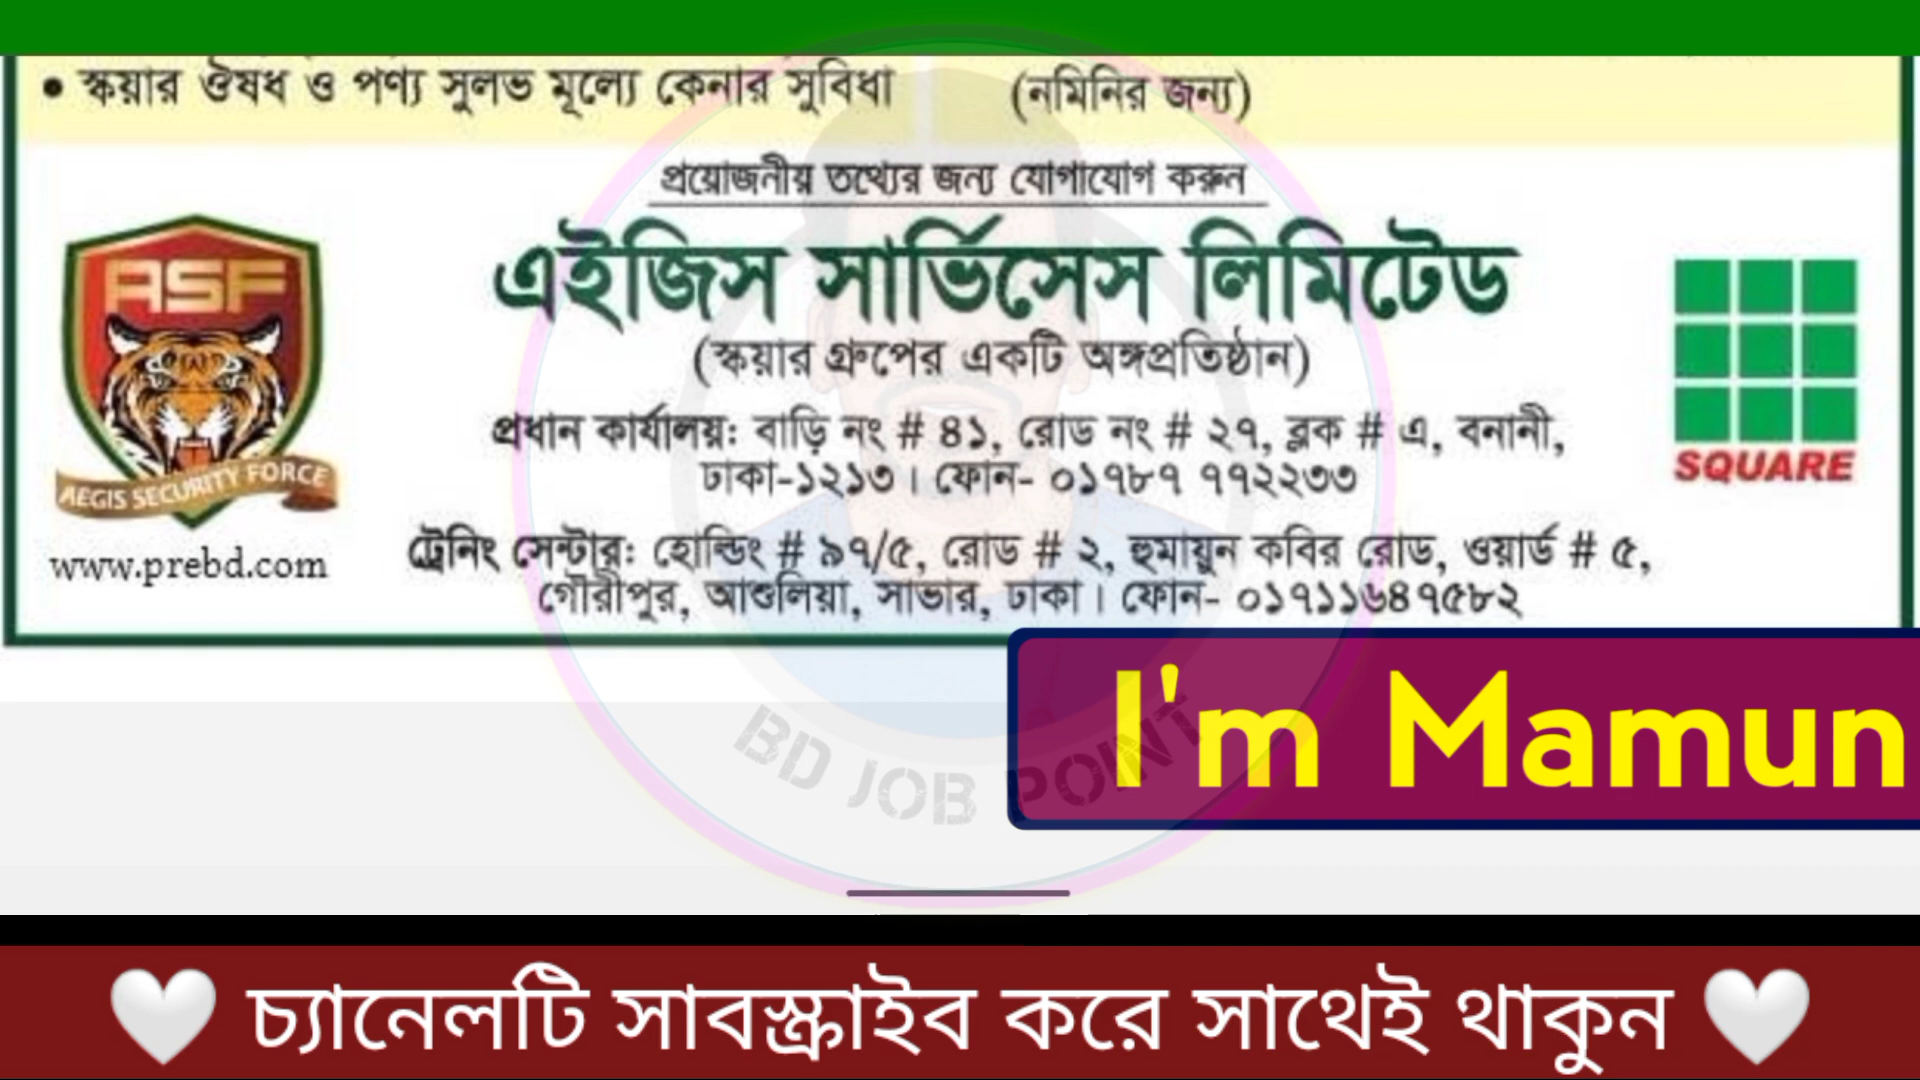 • স্কয়ার ঔষধ ও পণ্য সুলভ মূল্যে কেনার সুবিধা (নমিনির জন্য)
প্রয়োজনীয় তথ্যের জন্য যোগাযোগ করুন
ASF
AEGIS SECURITY FORCE
www.prebd.com
এইজিস সার্ভিসেস লিমিটেড
(স্কয়ার গ্রুপের একটি অঙ্গপ্রতিষ্ঠান)
প্রধান কার্যালয়: বাড়ি নং # ৪১, রোড নং # ২৭, ব্লক # এ, বনানী,
ঢাকা-১২১৩। ফোন- ০১৭৮৭ ৭৭২২৩৩
ট্রেনিং সেন্টার: হোল্ডিং # ৯৭/৫, রোড # ২, হুমায়ুন কবির রোড, ওয়ার্ড # ৫,
গৌরীপুর, আশুলিয়া, সাভার, ঢাকা। ফোন- ০১৭১১৬৪৭৫৮২
SQUARE
I'm Mamun
BD JOB POINT
🤍 চ্যানেলটি সাবস্ক্রাইব করে সাথেই থাকুন 🤍